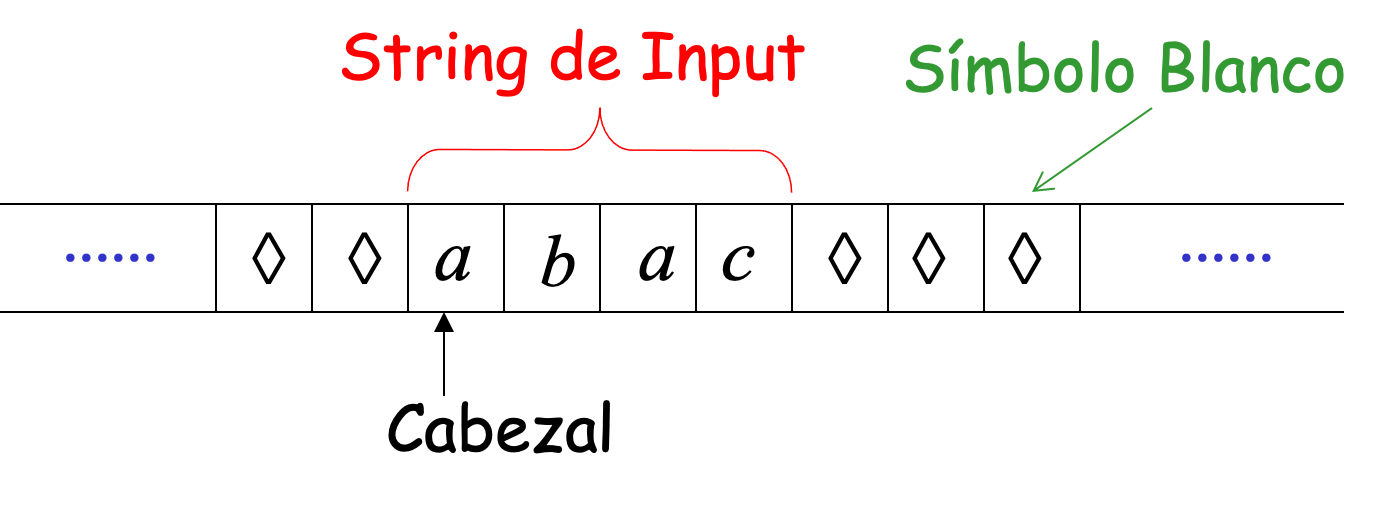 String de Input
Símbolo Blanco
...... ◊ ◊ a b a c ◊ ◊ ◊ ......
Cabezal